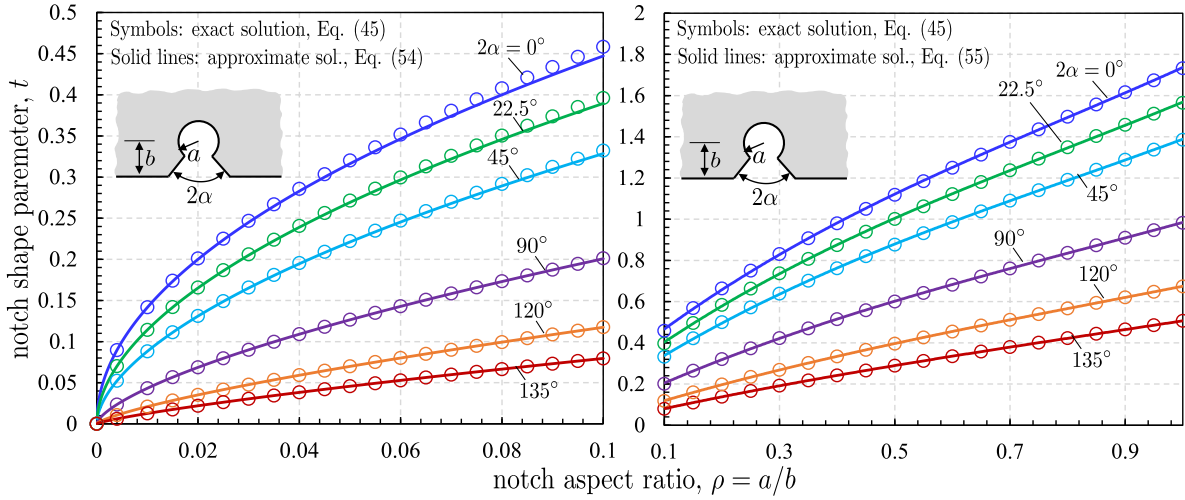 Symbols: exact solution, Eq. (45)
Solid lines: approximate sol., Eq. (54)
2α = 0°
22.5°
45°
90°
120°
135°
b
a
2α
0.5
0.45
0.4
0.35
0.3
0.25
0.2
0.15
0.1
0.05
0
0 0.02 0.04 0.06 0.08 0.1
notch shape paremeter, t
Symbols: exact solution, Eq. (45)
Solid lines: approximate sol., Eq. (55)
2α = 0°
22.5°
45°
90°
120°
135°
b
a
2α
2
1.8
1.6
1.4
1.2
1
0.8
0.6
0.4
0.2
0
0.1 0.3 0.5 0.7 0.9
notch aspect ratio, ρ = a/b